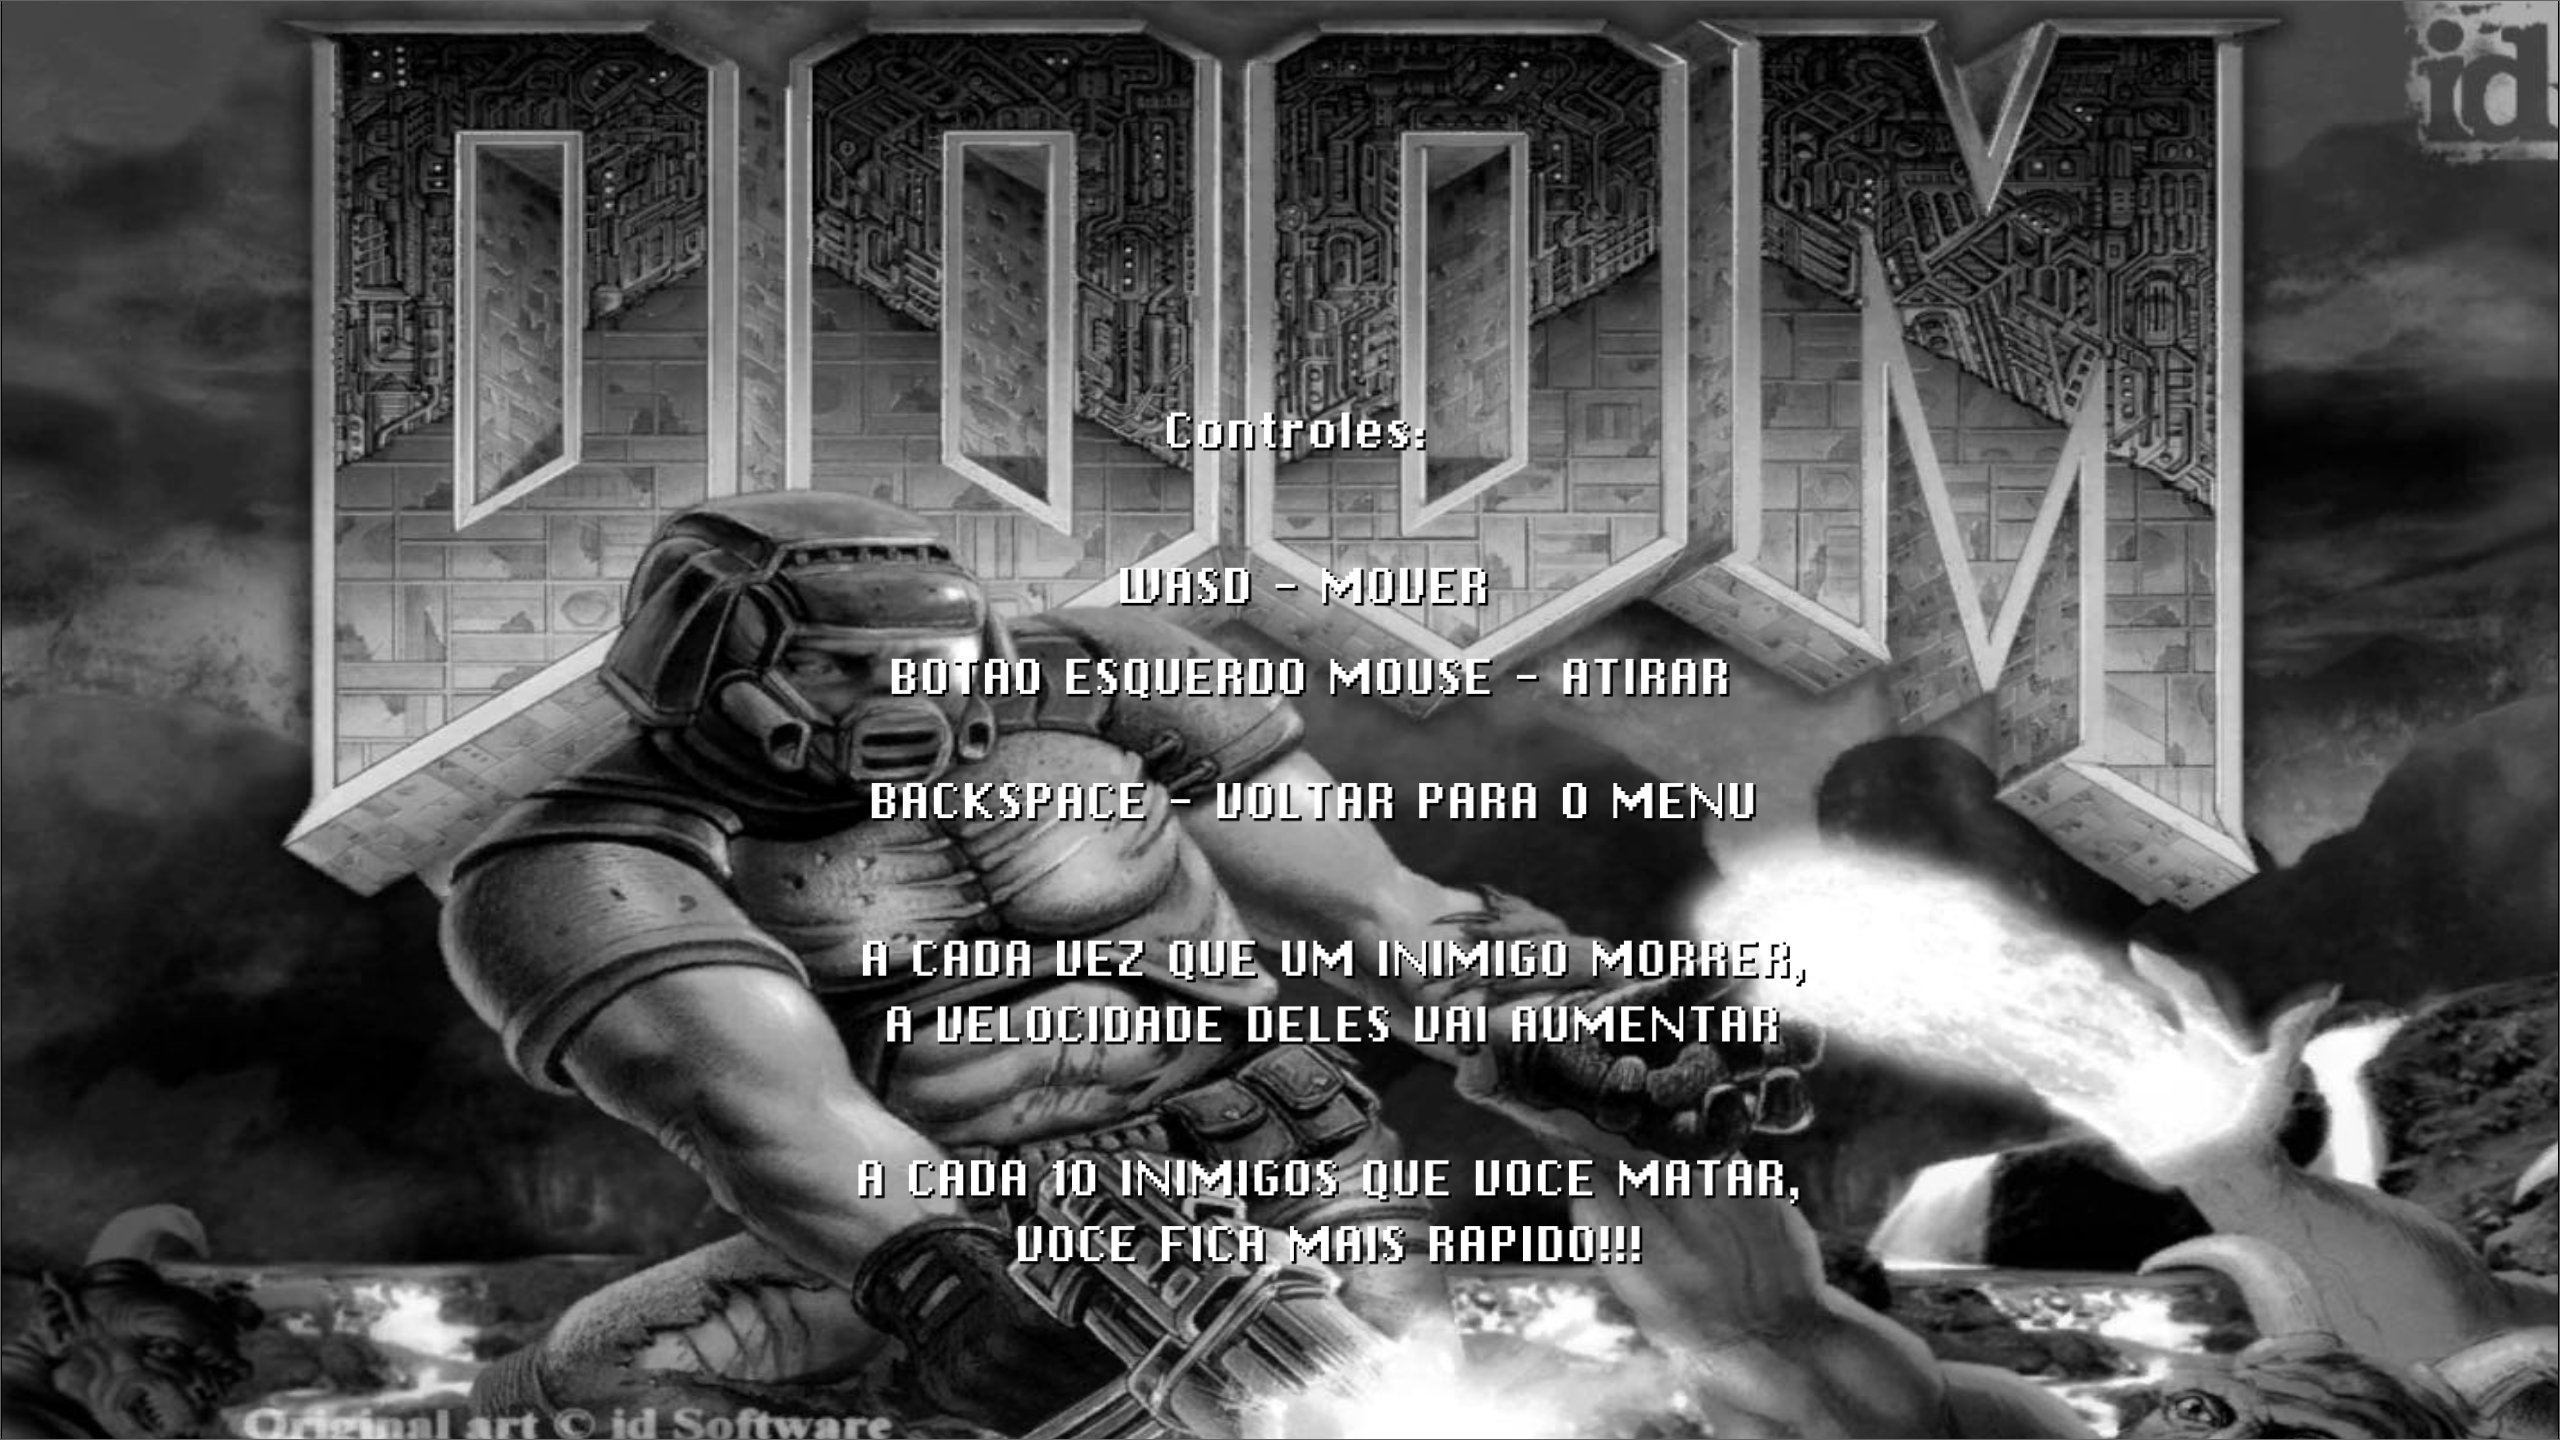 DOOM
id
Controles:
WASD - MOVER
BOTAO ESQUERDO MOUSE - ATIRAR
BACKSPACE - VOLTAR PARA O MENU
A CADA VEZ QUE UM INIMIGO MORRER,
A VELOCIDADE DELES VAI AUMENTAR
A CADA 10 INIMIGOS QUE VOCE MATAR,
VOCE FICA MAIS RAPIDO!!!
Original art © id Software